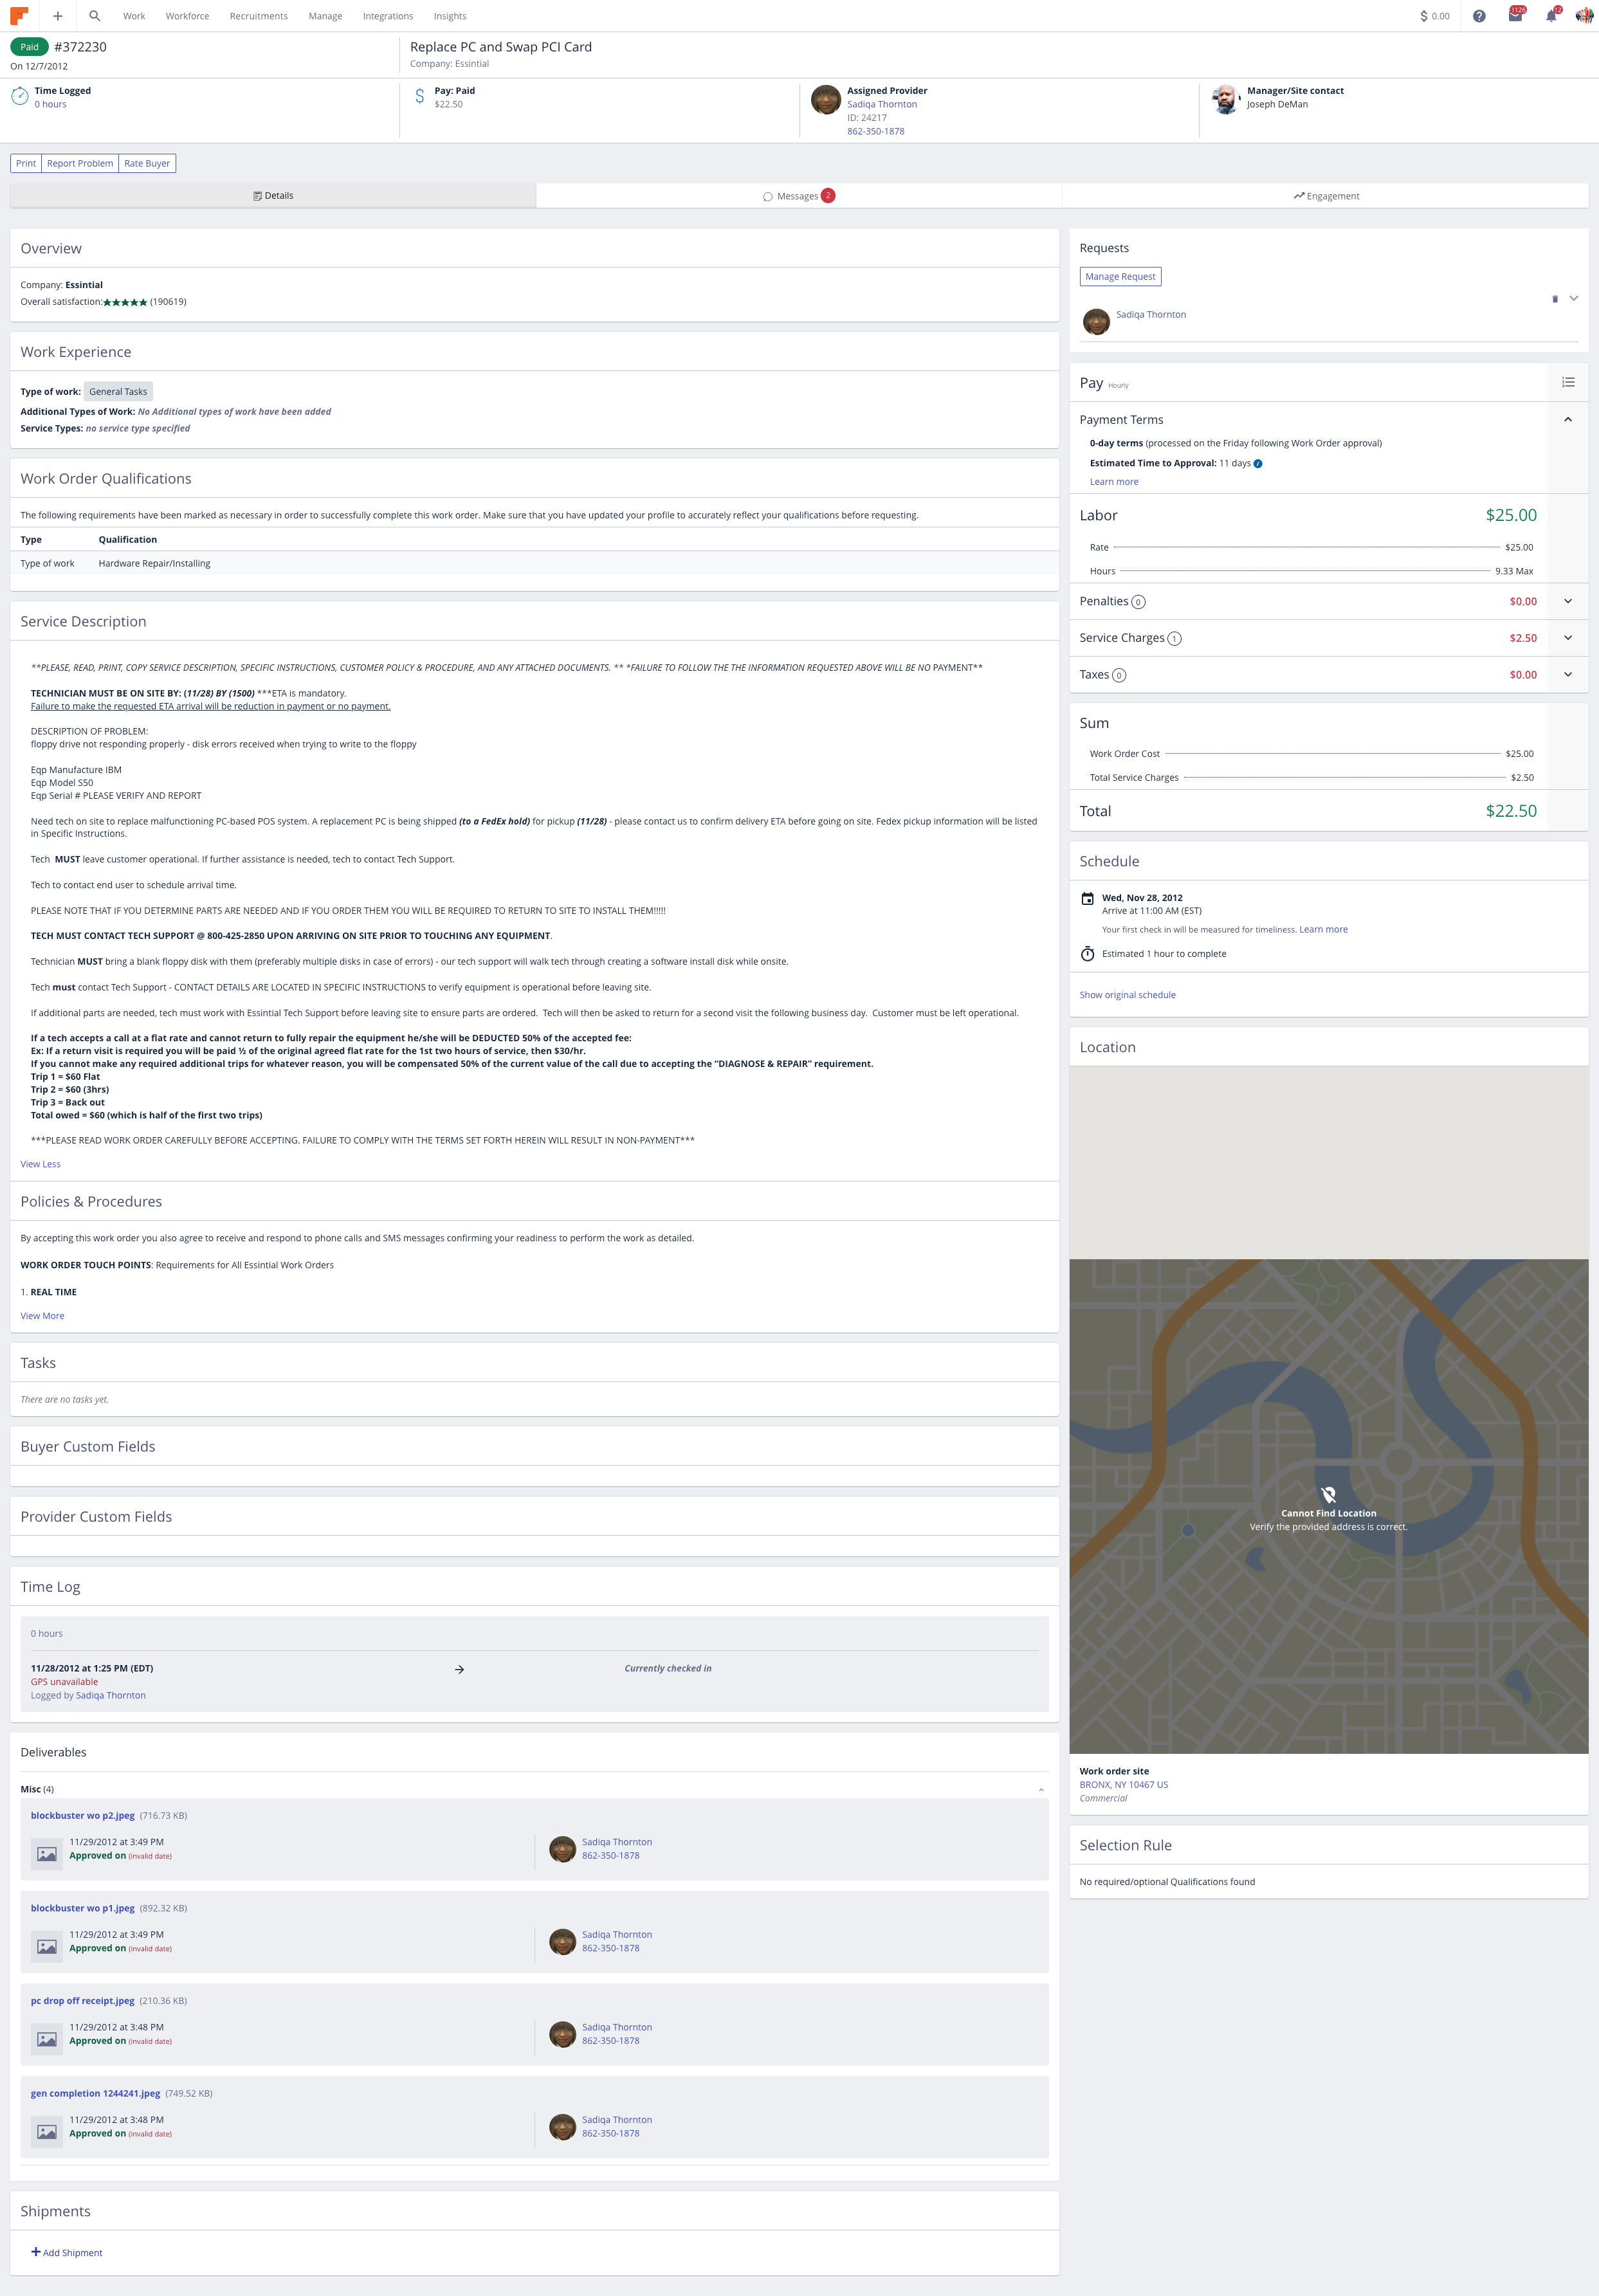 Work Workforce Recruitments Manage Integrations Insights $ 0.00 1126 12
Paid #372230
On 12/7/2012
Replace PC and Swap PCI Card
Company: Essintial
Time Logged
0 hours
Pay: Paid
$22.50
Assigned Provider
Sadiqa Thornton
ID: 24217
862-350-1878
Manager/Site contact
Joseph DeMan
Print Report Problem Rate Buyer
Details Messages 2 Engagement
Overview
Company: Essintial
Overall satisfaction:★★★★★ (190619)
Work Experience
Type of work: General Tasks
Additional Types of Work: No Additional types of work have been added
Service Types: no service type specified
Work Order Qualifications
The following requirements have been marked as necessary in order to successfully complete this work order. Make sure that you have updated your profile to accurately reflect your qualifications before requesting.
Type Qualification
Type of work Hardware Repair/Installing
Service Description
**PLEASE, READ, PRINT, COPY SERVICE DESCRIPTION, SPECIFIC INSTRUCTIONS, CUSTOMER POLICY & PROCEDURE, AND ANY ATTACHED DOCUMENTS. ** *FAILURE TO FOLLOW THE THE INFORMATION REQUESTED ABOVE WILL BE NO PAYMENT**
TECHNICIAN MUST BE ON SITE BY: (11/28) BY (1500) ***ETA is mandatory.
Failure to make the requested ETA arrival will be reduction in payment or no payment.
DESCRIPTION OF PROBLEM:
floppy drive not responding properly - disk errors received when trying to write to the floppy
Eqp Manufacture IBM
Eqp Model S50
Eqp Serial # PLEASE VERIFY AND REPORT
Need tech on site to replace malfunctioning PC-based POS system. A replacement PC is being shipped (to a FedEx hold) for pickup (11/28) - please contact us to confirm delivery ETA before going on site. Fedex pickup information will be listed
in Specific Instructions.
Tech MUST leave customer operational. If further assistance is needed, tech to contact Tech Support.
Tech to contact end user to schedule arrival time.
PLEASE NOTE THAT IF YOU DETERMINE PARTS ARE NEEDED AND IF YOU ORDER THEM YOU WILL BE REQUIRED TO RETURN TO SITE TO INSTALL THEM!!!!!
TECH MUST CONTACT TECH SUPPORT @ 800-425-2850 UPON ARRIVING ON SITE PRIOR TO TOUCHING ANY EQUIPMENT.
Technician MUST bring a blank floppy disk with them (preferably multiple disks in case of errors) - our tech support will walk tech through creating a software install disk while onsite.
Tech must contact Tech Support - CONTACT DETAILS ARE LOCATED IN SPECIFIC INSTRUCTIONS to verify equipment is operational before leaving site.
If additional parts are needed, tech must work with Essintial Tech Support before leaving site to ensure parts are ordered. Tech will then be asked to return for a second visit the following business day. Customer must be left operational.
If a tech accepts a call at a flat rate and cannot return to fully repair the equipment he/she will be DEDUCTED 50% of the accepted fee:
Ex: If a return visit is required you will be paid ½ of the original agreed flat rate for the 1st two hours of service, then $30/hr.
If you cannot make any required additional trips for whatever reason, you will be compensated 50% of the current value of the call due to accepting the “DIAGNOSE & REPAIR” requirement.
Trip 1 = $60 Flat
Trip 2 = $60 (3hrs)
Trip 3 = Back out
Total owed = $60 (which is half of the first two trips)
***PLEASE READ WORK ORDER CAREFULLY BEFORE ACCEPTING. FAILURE TO COMPLY WITH THE TERMS SET FORTH HEREIN WILL RESULT IN NON-PAYMENT***
View Less
Policies & Procedures
By accepting this work order you also agree to receive and respond to phone calls and SMS messages confirming your readiness to perform the work as detailed.
WORK ORDER TOUCH POINTS: Requirements for All Essintial Work Orders
1. REAL TIME
View More
Tasks
There are no tasks yet.
Buyer Custom Fields
Provider Custom Fields
Time Log
0 hours
11/28/2012 at 1:25 PM (EDT) → Currently checked in
GPS unavailable
Logged by Sadiqa Thornton
Deliverables
Misc (4)
blockbuster wo p2.jpeg (716.73 KB)
11/29/2012 at 3:49 PM Sadiqa Thornton
Approved on (invalid date) 862-350-1878
blockbuster wo p1.jpeg (892.32 KB)
11/29/2012 at 3:49 PM Sadiqa Thornton
Approved on (invalid date) 862-350-1878
pc drop off receipt.jpeg (210.36 KB)
11/29/2012 at 3:48 PM Sadiqa Thornton
Approved on (invalid date) 862-350-1878
gen completion 1244241.jpeg (749.52 KB)
11/29/2012 at 3:48 PM Sadiqa Thornton
Approved on (invalid date) 862-350-1878
Shipments
+ Add Shipment
Requests
Manage Request
Sadiqa Thornton
Pay Hourly
Payment Terms
0-day terms (processed on the Friday following Work Order approval)
Estimated Time to Approval: 11 days
Learn more
Labor $25.00
Rate $25.00
Hours 9.33 Max
Penalties 0 $0.00
Service Charges 1 $2.50
Taxes 0 $0.00
Sum
Work Order Cost $25.00
Total Service Charges $2.50
Total $22.50
Schedule
Wed, Nov 28, 2012
Arrive at 11:00 AM (EST)
Your first check in will be measured for timeliness. Learn more
Estimated 1 hour to complete
Show original schedule
Location
Cannot Find Location
Verify the provided address is correct.
Work order site
BRONX, NY 10467 US
Commercial
Selection Rule
No required/optional Qualifications found